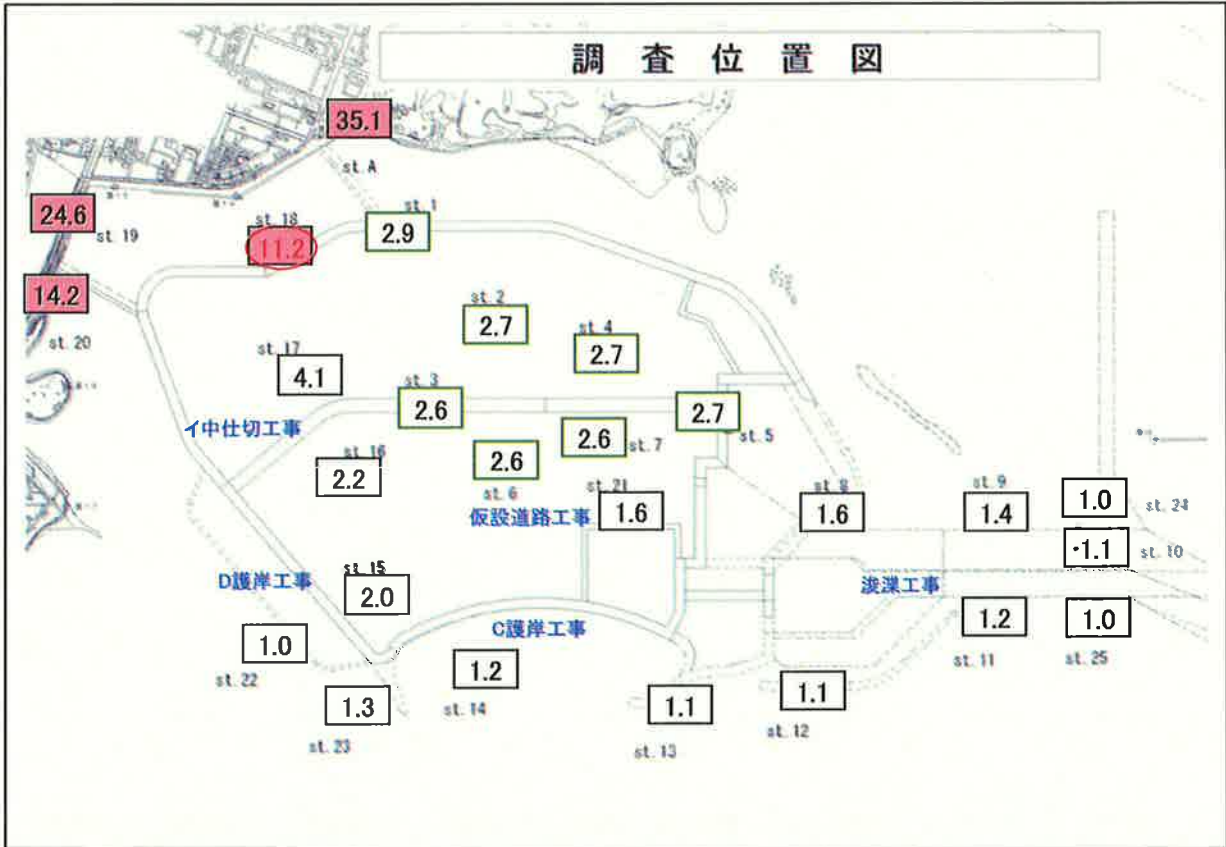 調査位置図
35.1
st. A
24.6
st. 19
st. 18
11.2
st. 1
2.9
14.2
st. 20
st. 2
2.7
st. 4
2.7
st. 17
4.1
st. 3
2.6
2.7
st. 5
イ中仕切工事
2.6
st. 7
st. 16
2.2
2.6
st. 6
st. 21
1.6
仮設道路工事
st. 8
1.6
st. 9
1.4
1.0
st. 24
1.1
st. 10
D護岸工事
st. 15
2.0
浚渫工事
C護岸工事
1.2
st. 11
1.0
st. 25
1.0
st. 22
1.2
st. 14
1.3
st. 23
1.1
st. 13
1.1
st. 12